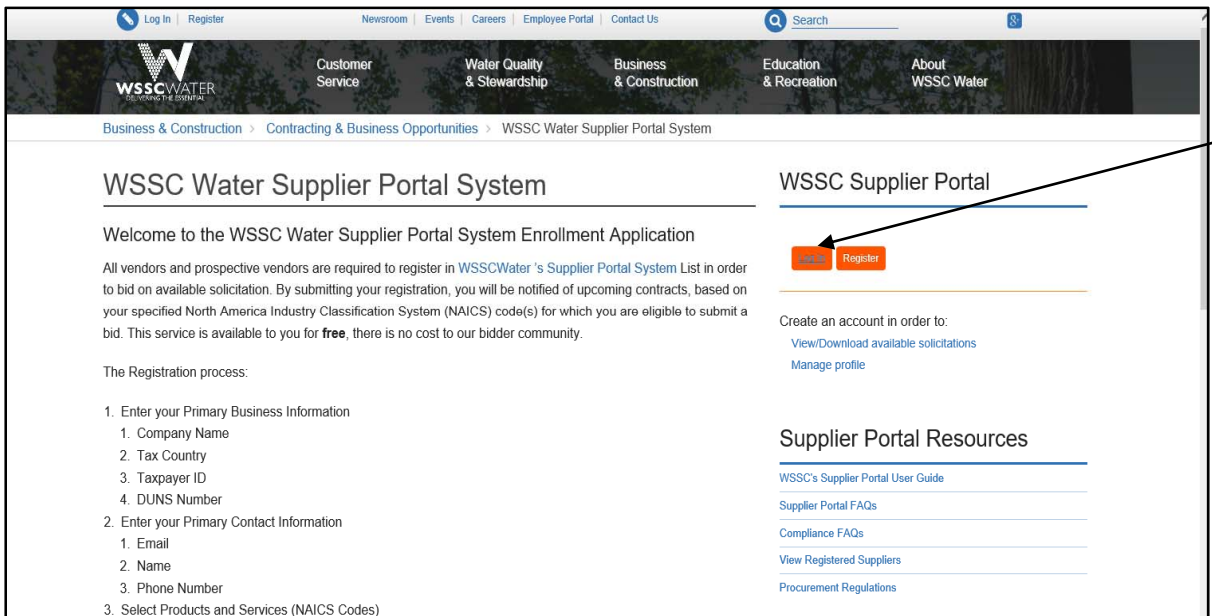 Log In | Register
Newsroom | Events | Careers | Employee Portal | Contact Us
Search
8+
WSSCWATER
DELIVERING THE ESSENTIAL
Customer
Service
Water Quality
& Stewardship
Business
& Construction
Education
& Recreation
About
WSSC Water
Business & Construction > Contracting & Business Opportunities > WSSC Water Supplier Portal System
WSSC Water Supplier Portal System
Welcome to the WSSC Water Supplier Portal System Enrollment Application
All vendors and prospective vendors are required to register in WSSCWater 's Supplier Portal System List in order
to bid on available solicitation. By submitting your registration, you will be notified of upcoming contracts, based on
your specified North America Industry Classification System (NAICS) code(s) for which you are eligible to submit a
bid. This service is available to you for free, there is no cost to our bidder community.
The Registration process:
1. Enter your Primary Business Information
1. Company Name
2. Tax Country
3. Taxpayer ID
4. DUNS Number
2. Enter your Primary Contact Information
1. Email
2. Name
3. Phone Number
3. Select Products and Services (NAICS Codes)
WSSC Supplier Portal
Log In Register
Create an account in order to:
View/Download available solicitations
Manage profile
Supplier Portal Resources
WSSC's Supplier Portal User Guide
Supplier Portal FAQs
Compliance FAQs
View Registered Suppliers
Procurement Regulations